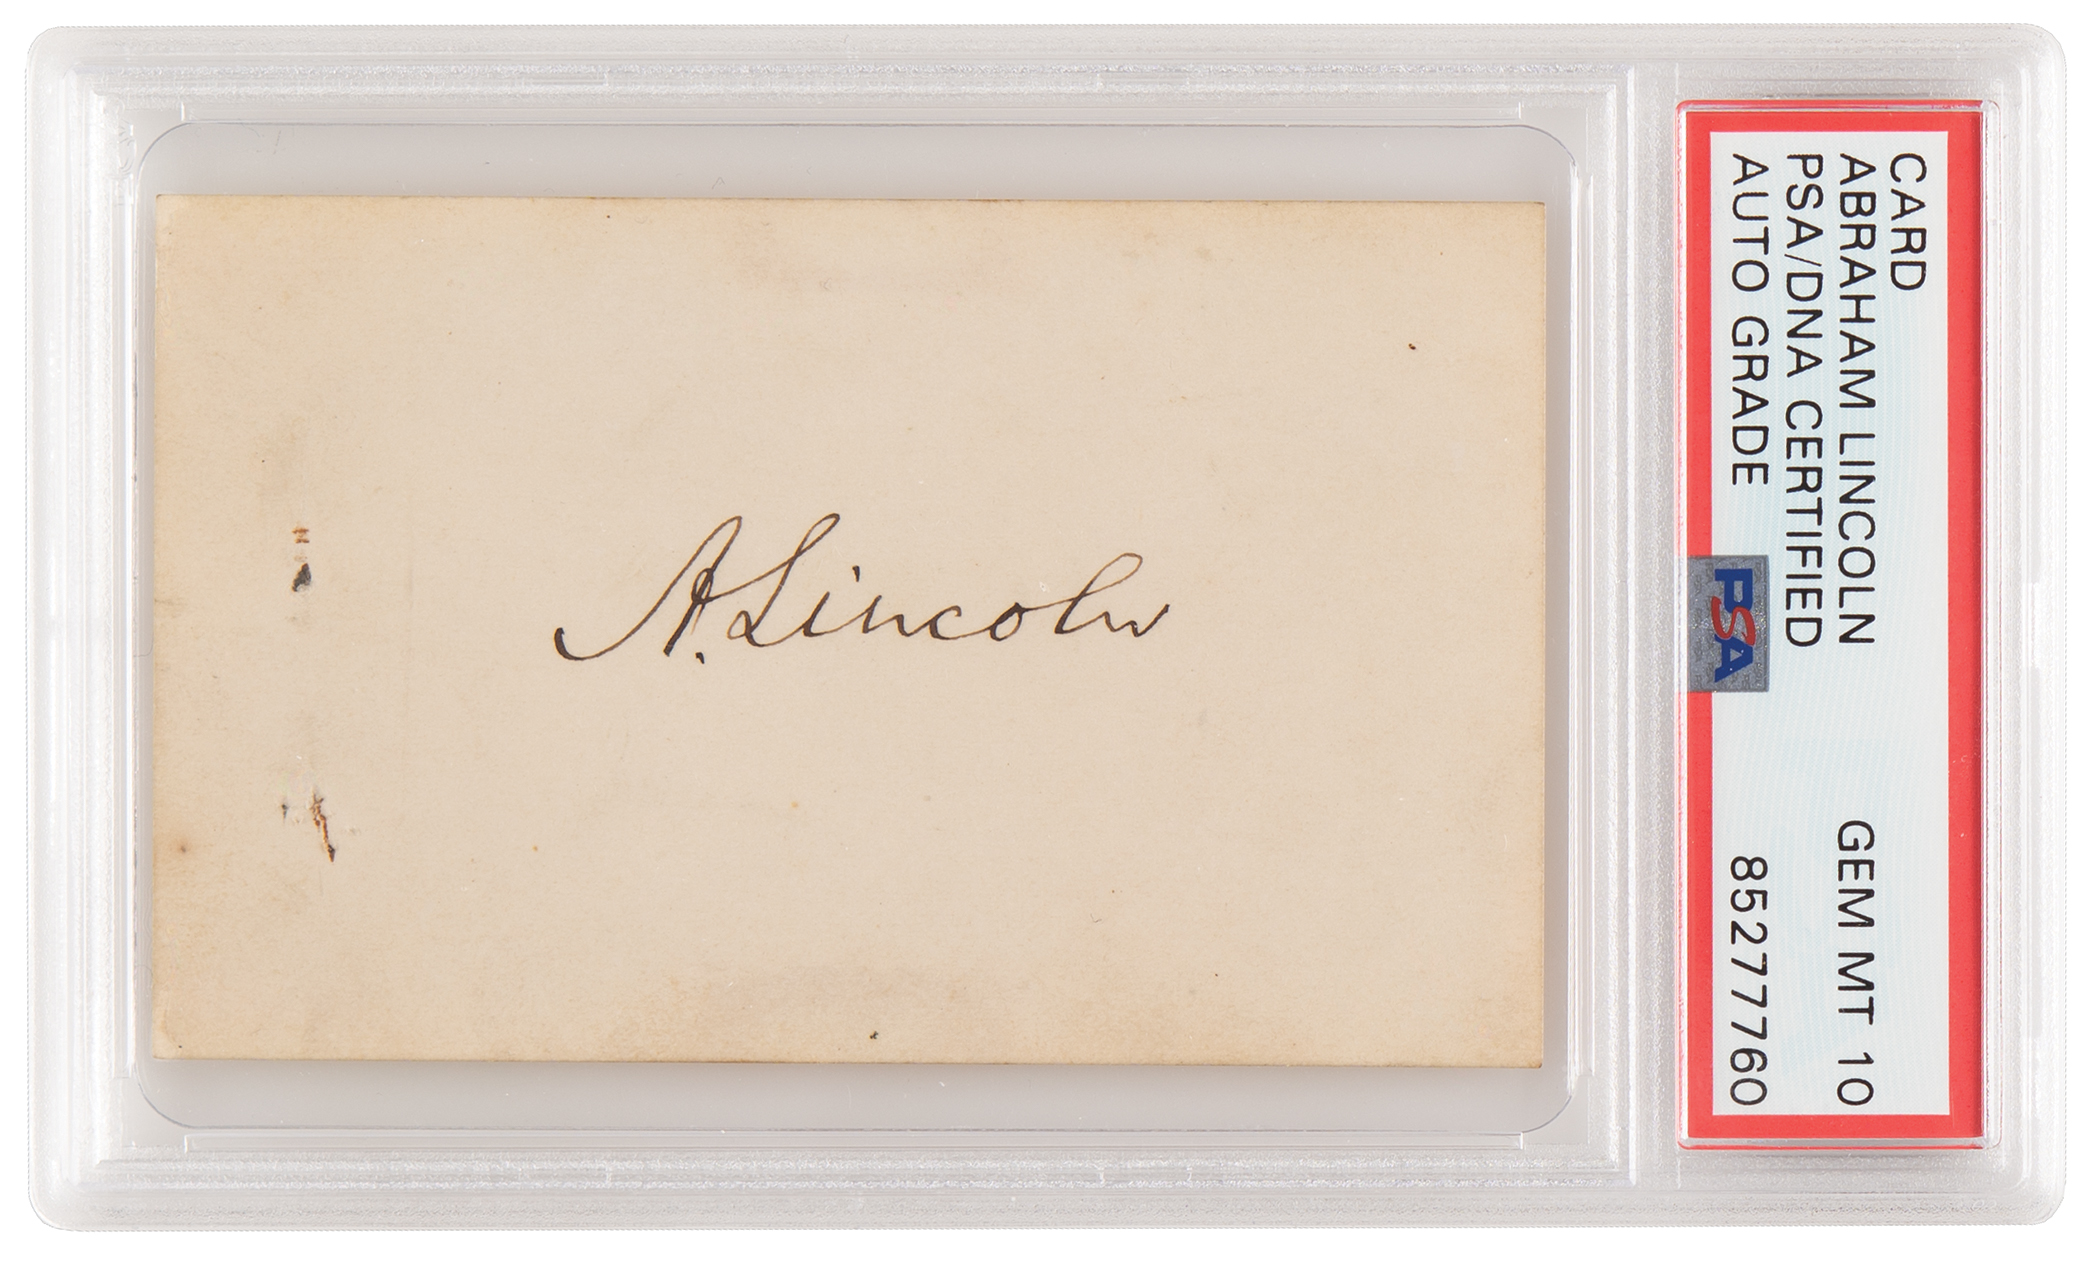 A. Lincoln
CARD
ABRAHAM LINCOLN GEM MT 10
PSA/DNA CERTIFIED
AUTO GRADE 85277760
PSA